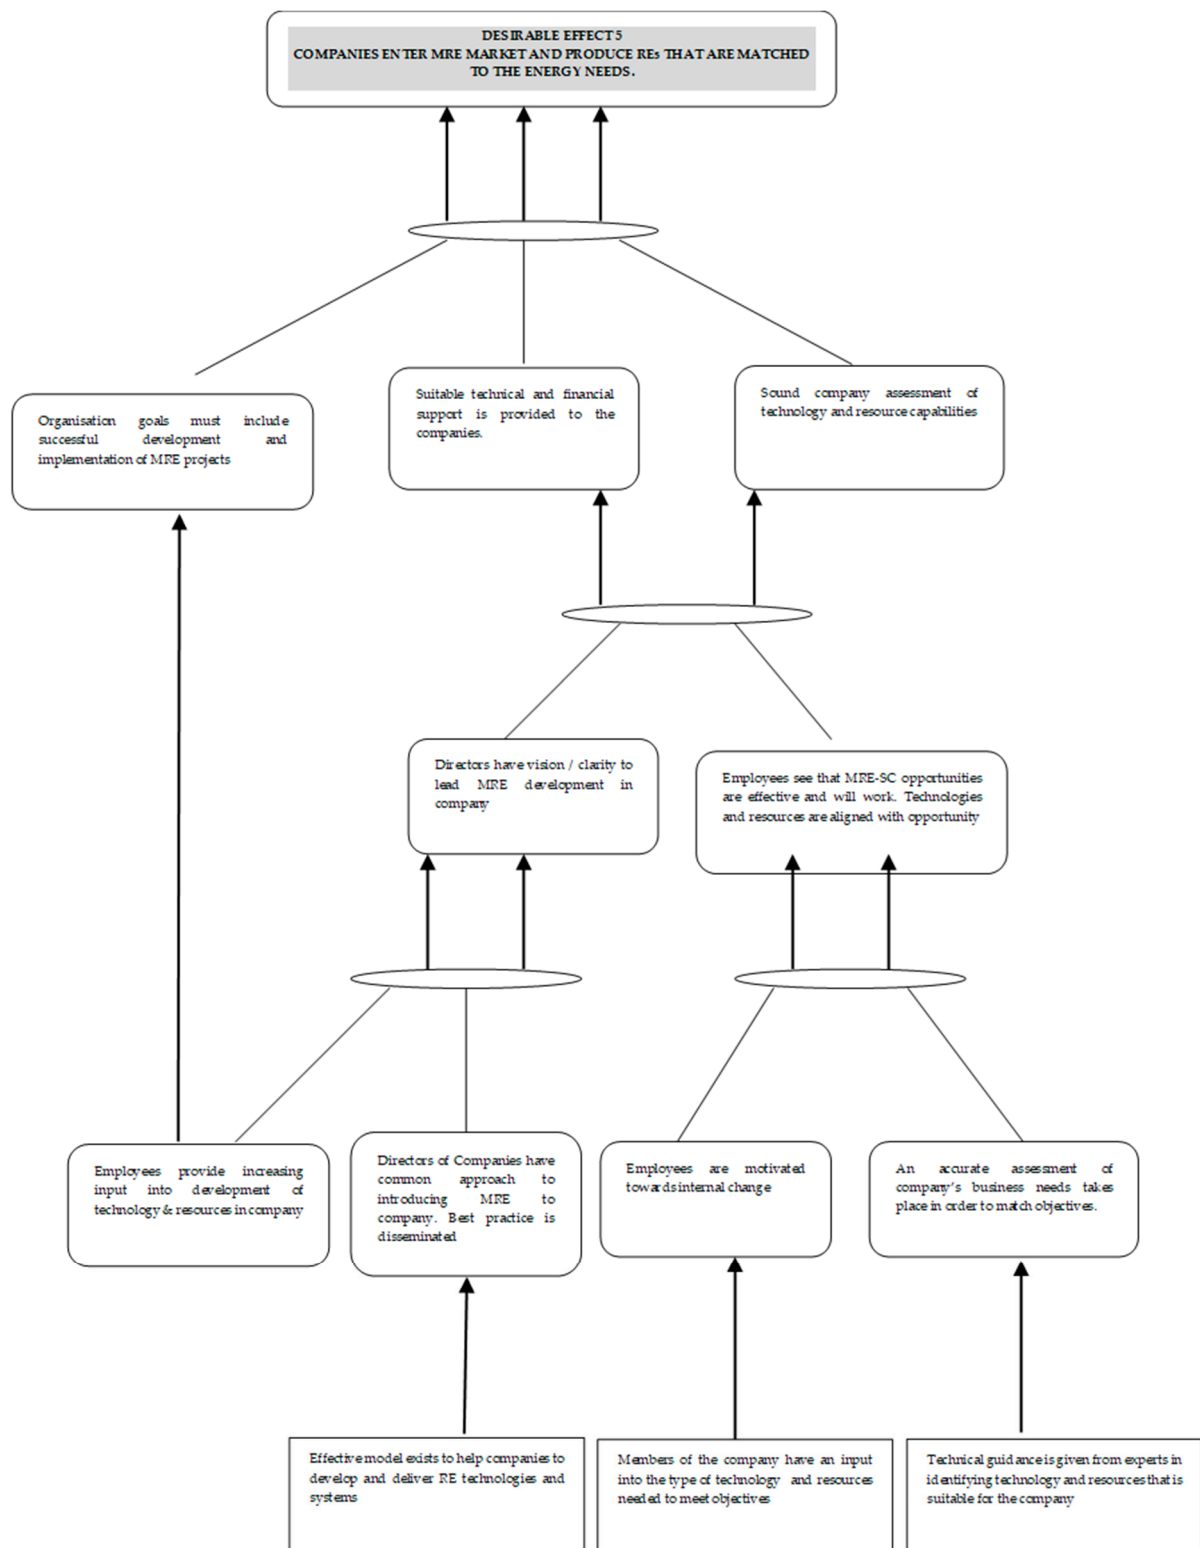 DESIRABLE EFFECT 5
COMPANIES ENTER MRE MARKET AND PRODUCE REs THAT ARE MATCHED
TO THE ENERGY NEEDS.
Organisation goals must include
successful development and
implementation of MRE projects
Suitable technical and financial
support is provided to the
companies.
Sound company assessment of
technology and resource capabilities
Directors have vision / clarity to
lead MRE development in
company
Employees see that MRE-SC opportunities
are effective and will work. Technologies
and resources are aligned with opportunity
Employees provide increasing
input into development of
technology & resources in company
Directors of Companies have
common approach to
introducing MRE to
company. Best practice is
disseminated
Employees are motivated
towards internal change
An accurate assessment of
company's business needs takes
place in order to match objectives.
Effective model exists to help companies to
develop and deliver RE technologies and
systems
Members of the company have an input
into the type of technology and resources
needed to meet objectives
Technical guidance is given from experts in
identifying technology and resources that is
suitable for the company